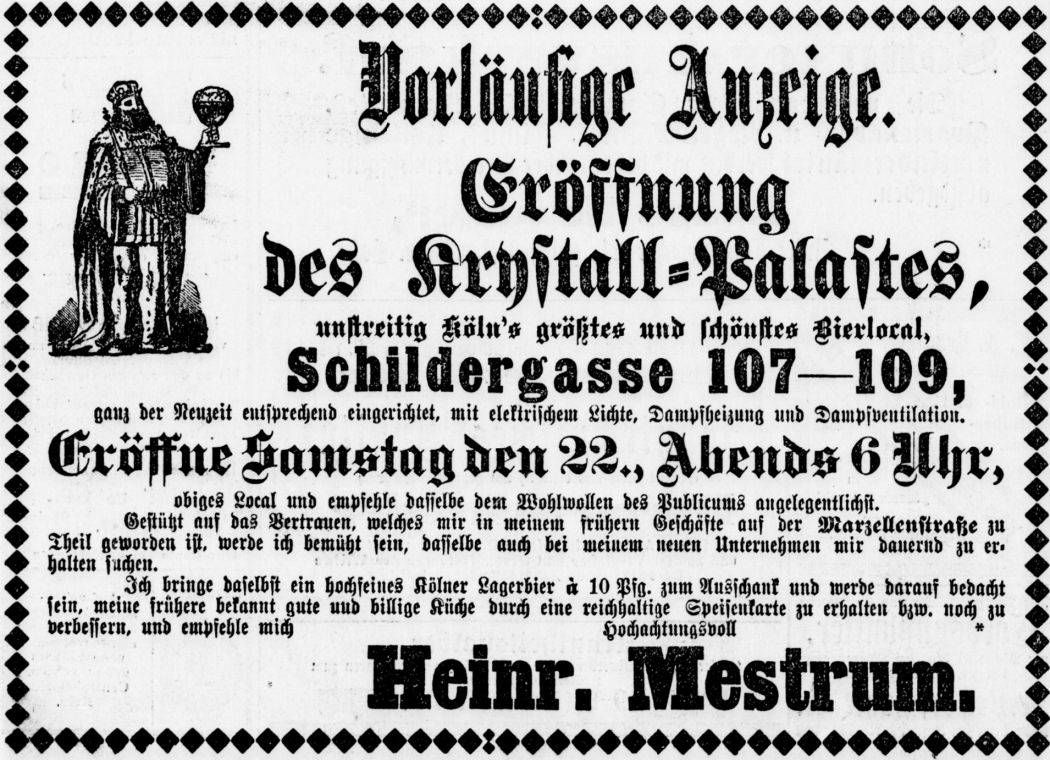 Vorläufige Anzeige.
Eröffnung
des Krystall-Palastes,
unstreitig Köln's größtes und schönstes Bierlocal,
Schildergasse 107—109,
ganz der Neuzeit entsprechend eingerichtet, mit elektrischem Lichte, Dampfheizung und Dampfventilation.
Eröffne Samstag den 22., Abends 6 Uhr,
obiges Local und empfehle dasselbe dem Wohlwollen des Publicums angelegentlichst.
Gestützt auf das Vertrauen, welches mir in meinem frühern Geschäfte auf der Marzellenstraße zu
Theil geworden ist, werde ich bemüht sein, dasselbe auch bei meinem neuen Unternehmen mir dauernd zu er-
halten suchen.
Ich bringe daselbst ein hochfeines Kölner Lagerbier à 10 Pfg. zum Ausschank und werde darauf bedacht
sein, meine frühere bekannt gute und billige Küche durch eine reichhaltige Speisenkarte zu erhalten bzw. noch zu
verbessern, und empfehle mich Hochachtungsvoll *
Heinr. Mestrum.